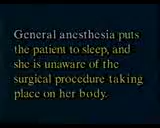 General anesthesia puts
the patient to sleep, and
she is unaware of the
surgical procedure taking
place on her body.